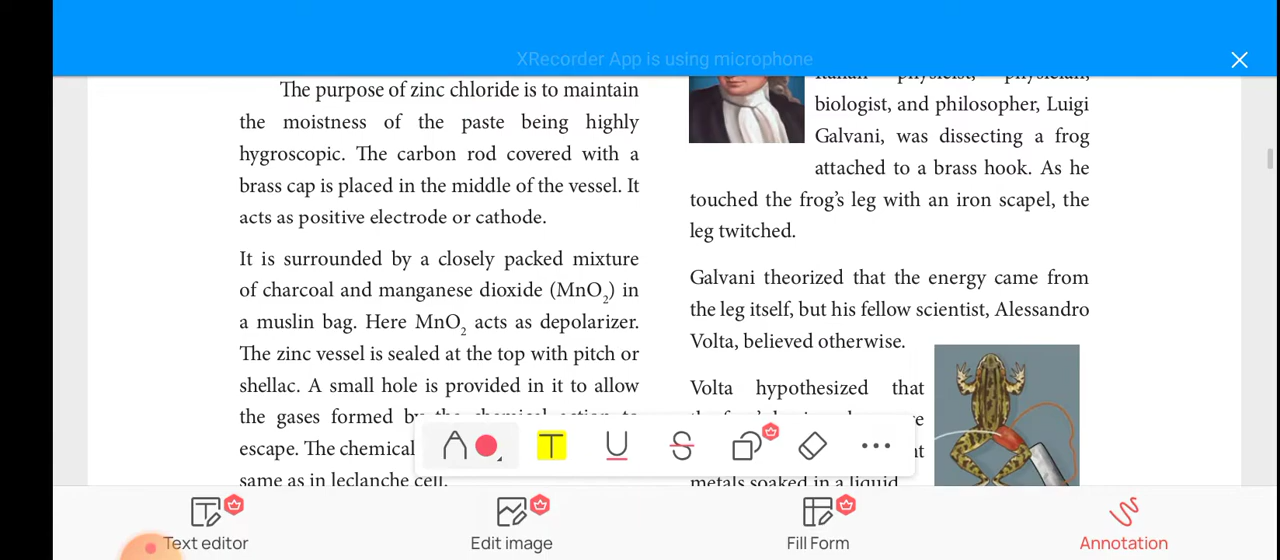 XRecorder App is using microphone
The purpose of zinc chloride is to maintain
the moistness of the paste being highly
hygroscopic. The carbon rod covered with a
brass cap is placed in the middle of the vessel. It
acts as positive electrode or cathode.
It is surrounded by a closely packed mixture
of charcoal and manganese dioxide (MnO2) in
a muslin bag. Here MnO2 acts as depolarizer.
The zinc vessel is sealed at the top with pitch or
shellac. A small hole is provided in it to allow
the gases formed by the chemical action to
escape. The chemical
same as in leclanche cell.
Italian physicist, physician,
biologist, and philosopher, Luigi
Galvani, was dissecting a frog
attached to a brass hook. As he
touched the frog's leg with an iron scapel, the
leg twitched.
Galvani theorized that the energy came from
the leg itself, but his fellow scientist, Alessandro
Volta, believed otherwise.
Volta hypothesized that
metals soaked in a liquid
T U S
Text editor
Edit image
Fill Form
Annotation